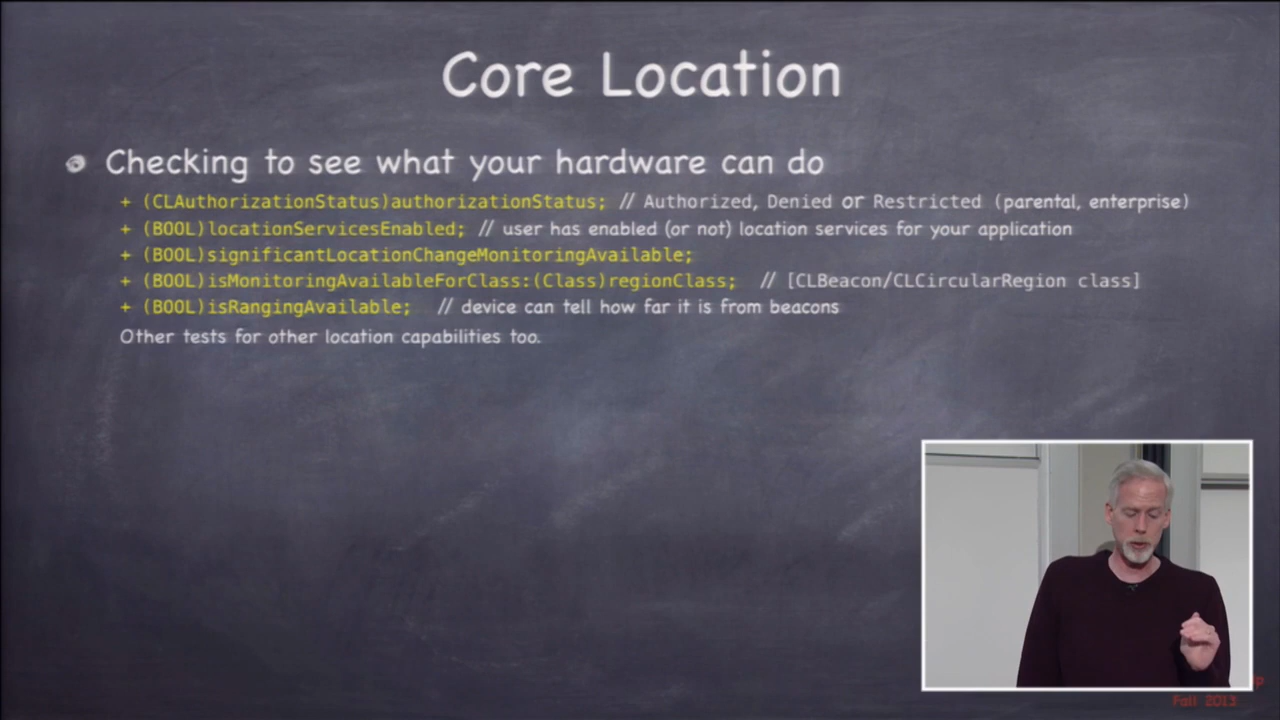 Core Location
Checking to see what your hardware can do
+ (CLAuthorizationStatus)authorizationStatus; // Authorized, Denied or Restricted (parental, enterprise)
+ (BOOL)locationServicesEnabled; // user has enabled (or not) location services for your application
+ (BOOL)significantLocationChangeMonitoringAvailable;
+ (BOOL)isMonitoringAvailableForClass:(Class)regionClass; // [CLBeacon/CLCircularRegion class]
+ (BOOL)isRangingAvailable; // device can tell how far it is from beacons
Other tests for other location capabilities too.
Fall 2013